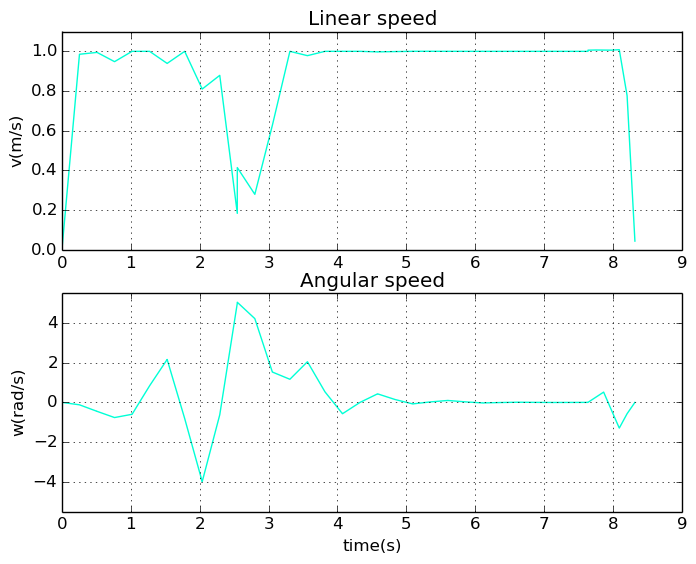 Linear speed
v(m/s)
1.0
0.8
0.6
0.4
0.2
0.0
0 1 2 3 4 5 6 7 8 9
Angular speed
w(rad/s)
4
2
0
−2
−4
0 1 2 3 4 5 6 7 8 9
time(s)